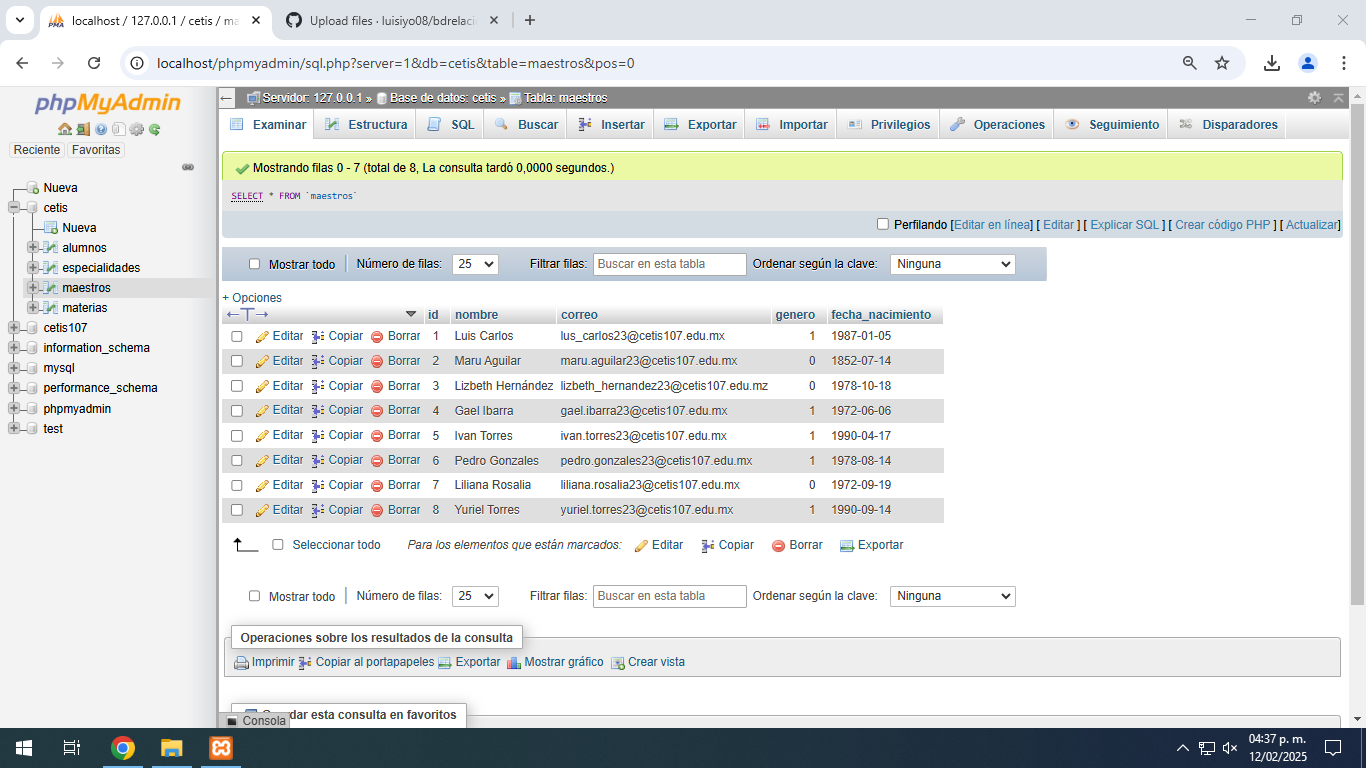 localhost / 127.0.0.1 / cetis / ma
Upload files · luisiyo08/bdrelaci
localhost/phpmyadmin/sql.php?server=1&db=cetis&table=maestros&pos=0
phpMyAdmin
Reciente Favoritas
Nueva
cetis
Nueva
alumnos
especialidades
maestros
materias
cetis107
information_schema
mysql
performance_schema
phpmyadmin
test
Servidor: 127.0.0.1 » Base de datos: cetis » Tabla: maestros
Examinar Estructura SQL Buscar Insertar Exportar Importar Privilegios Operaciones Seguimiento Disparadores
Mostrando filas 0 - 7 (total de 8, La consulta tardó 0,0000 segundos.)
SELECT * FROM `maestros`
Perfilando [Editar en línea] [ Editar ] [ Explicar SQL ] [ Crear código PHP ] [ Actualizar]
Mostrar todo Número de filas: 25 Filtrar filas: Buscar en esta tabla Ordenar según la clave: Ninguna
+ Opciones
←T→ id nombre correo genero fecha_nacimiento
Editar Copiar Borrar 1 Luis Carlos lus_carlos23@cetis107.edu.mx 1 1987-01-05
Editar Copiar Borrar 2 Maru Aguilar maru.aguilar23@cetis107.edu.mx 0 1852-07-14
Editar Copiar Borrar 3 Lizbeth Hernández lizbeth_hernandez23@cetis107.edu.mz 0 1978-10-18
Editar Copiar Borrar 4 Gael Ibarra gael.ibarra23@cetis107.edu.mx 1 1972-06-06
Editar Copiar Borrar 5 Ivan Torres ivan.torres23@cetis107.edu.mx 1 1990-04-17
Editar Copiar Borrar 6 Pedro Gonzales pedro.gonzales23@cetis107.edu.mx 1 1978-08-14
Editar Copiar Borrar 7 Liliana Rosalia liliana.rosalia23@cetis107.edu.mx 0 1972-09-19
Editar Copiar Borrar 8 Yuriel Torres yuriel.torres23@cetis107.edu.mx 1 1990-09-14
Seleccionar todo Para los elementos que están marcados: Editar Copiar Borrar Exportar
Mostrar todo Número de filas: 25 Filtrar filas: Buscar en esta tabla Ordenar según la clave: Ninguna
Operaciones sobre los resultados de la consulta
Imprimir Copiar al portapapeles Exportar Mostrar gráfico Crear vista
dar esta consulta en favoritos
Consola
04:37 p. m.
12/02/2025